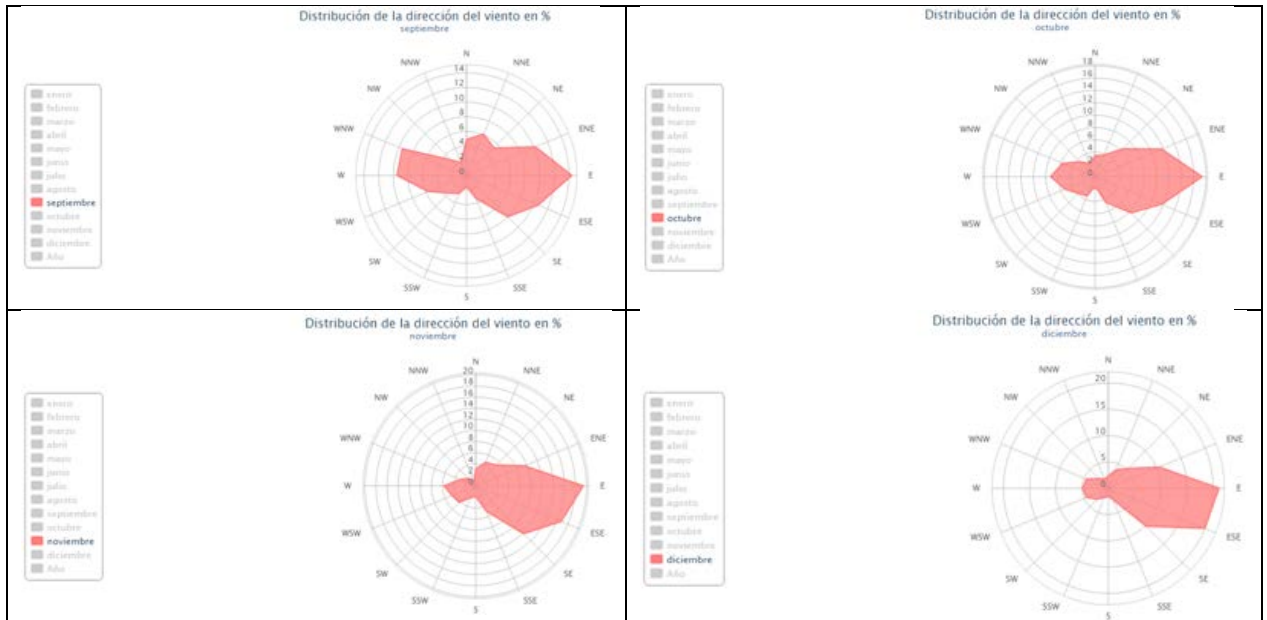 Distribución de la dirección del viento en %
septiembre
N
NNE
NE
ENE
E
ESE
SE
SSE
S
SSW
SW
WSW
W
WNW
NW
NNW
14
12
10
8
6
4
2
0
enero
febrero
marzo
abril
mayo
junio
julio
agosto
septiembre
octubre
noviembre
diciembre
Año
Distribución de la dirección del viento en %
octubre
N
NNE
NE
ENE
E
ESE
SE
SSE
S
SSW
SW
WSW
W
WNW
NW
NNW
18
16
14
12
10
8
6
4
2
0
enero
febrero
marzo
abril
mayo
junio
julio
agosto
septiembre
octubre
noviembre
diciembre
Año
Distribución de la dirección del viento en %
noviembre
N
NNE
NE
ENE
E
ESE
SE
SSE
S
SSW
SW
WSW
W
WNW
NW
NNW
20
18
16
14
12
10
8
6
4
2
0
enero
febrero
marzo
abril
mayo
junio
julio
agosto
septiembre
octubre
noviembre
diciembre
Año
Distribución de la dirección del viento en %
diciembre
N
NNE
NE
ENE
E
ESE
SE
SSE
S
SSW
SW
WSW
W
WNW
NW
NNW
20
15
10
5
0
enero
febrero
marzo
abril
mayo
junio
julio
agosto
septiembre
octubre
noviembre
diciembre
Año